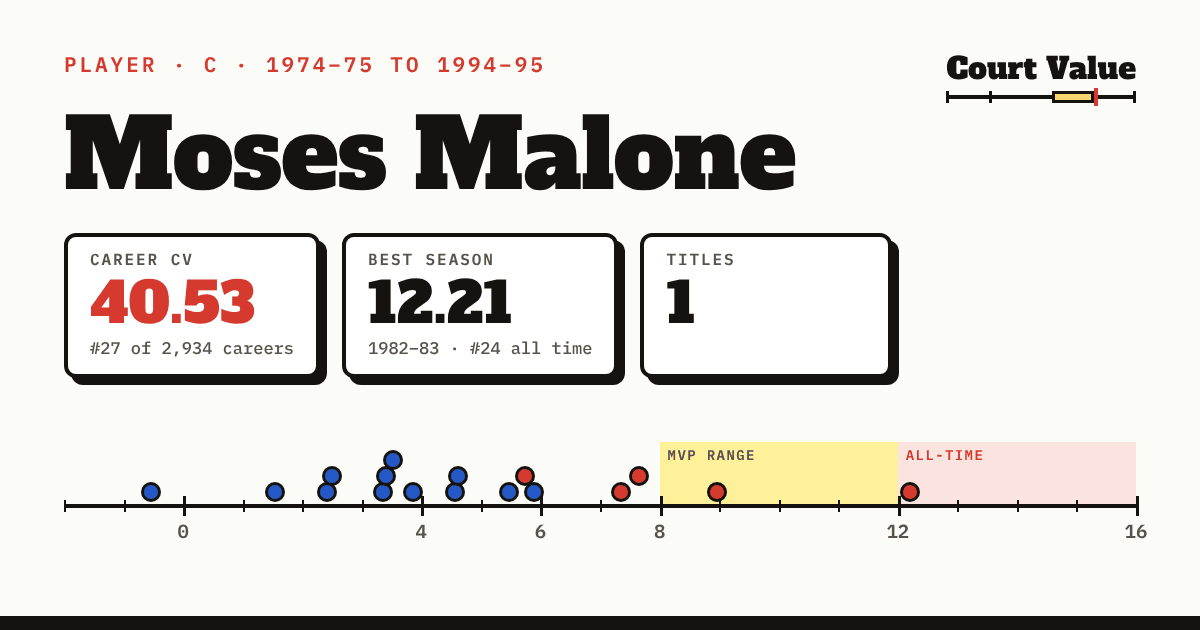 PLAYER · C · 1974–75 TO 1994–95
Court Value
Moses Malone
CAREER CV
40.53
#27 of 2,934 careers
BEST SEASON
12.21
1982–83 · #24 all time
TITLES
1
MVP RANGE
ALL-TIME
0 4 6 8 12 16